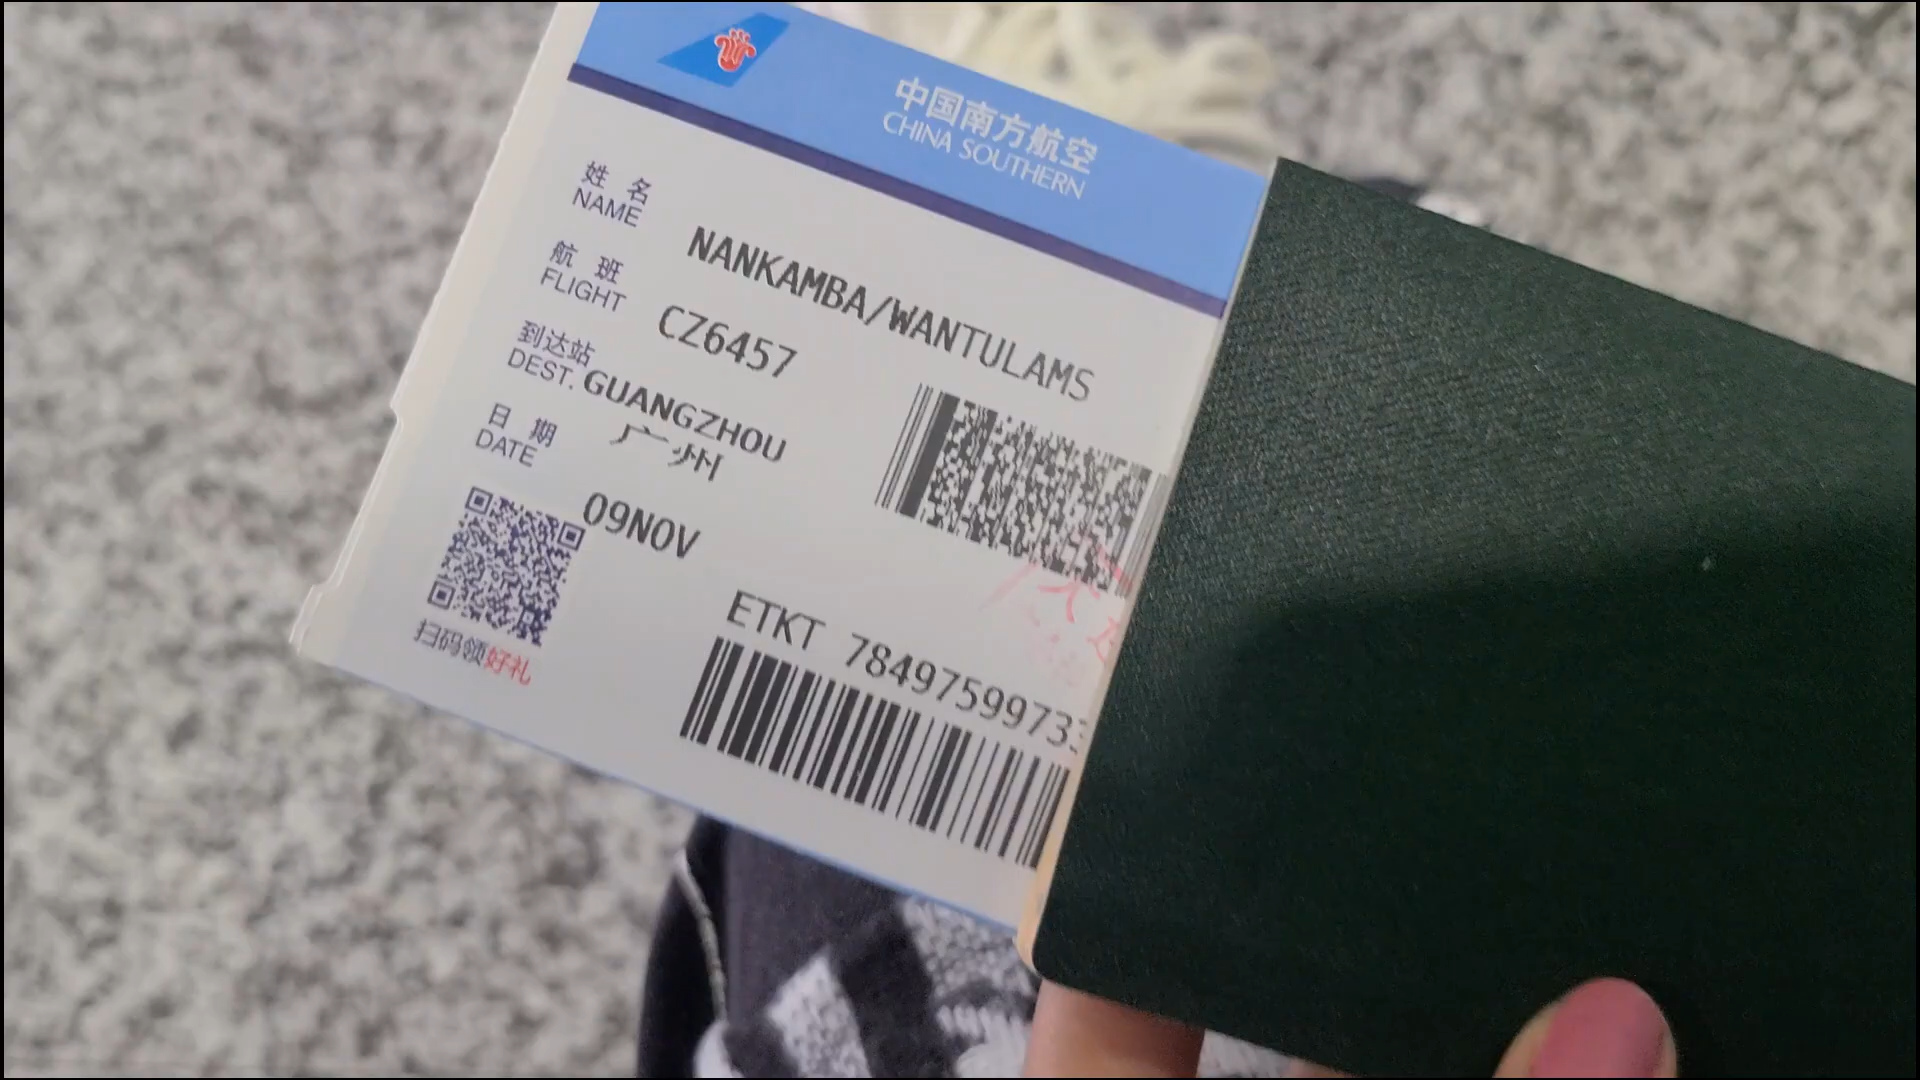 中国南方航空
CHINA SOUTHERN
姓 名
NAME NANKAMBA/WANTULAMS
航 班
FLIGHT CZ6457
到达站
DEST. GUANGZHOU
广州
日 期
DATE 09NOV
扫码领好礼
ETKT 78497599733